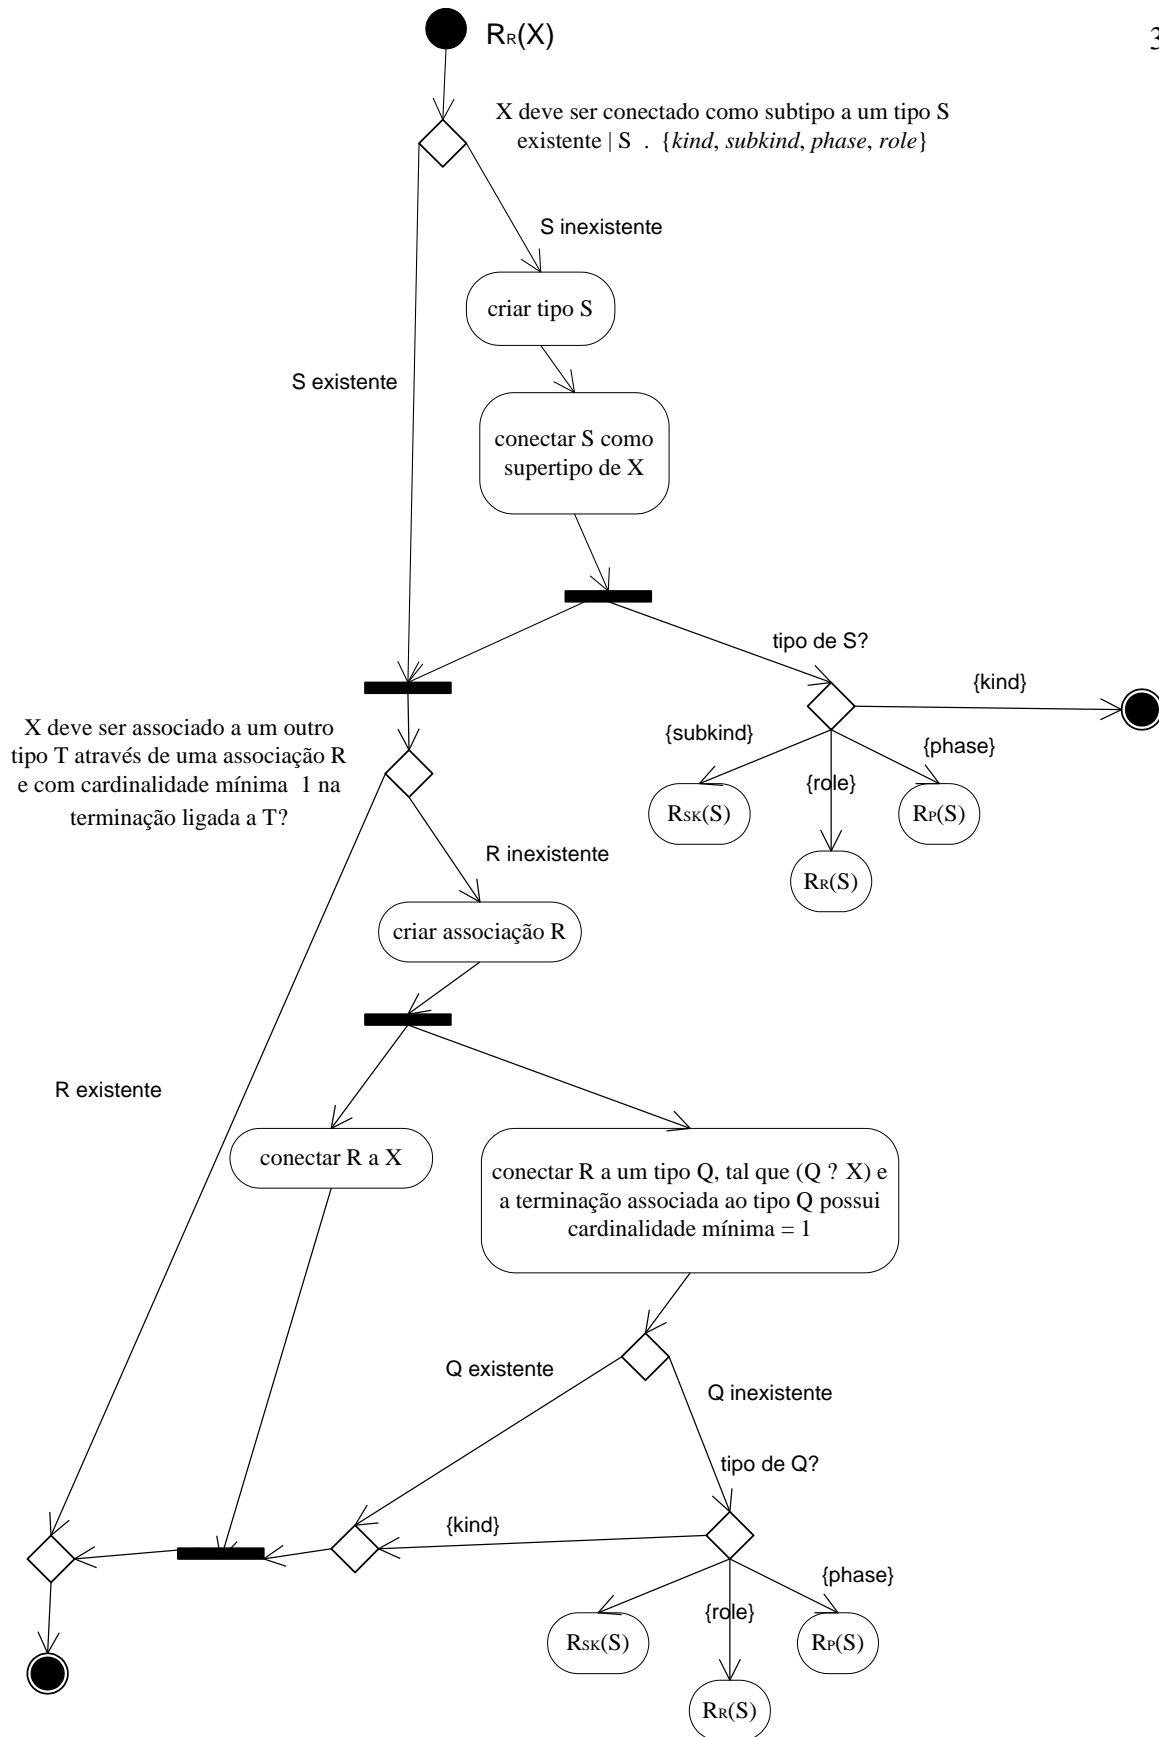 RR(X)
3
X deve ser conectado como subtipo a um tipo S
existente | S . {kind, subkind, phase, role}
S inexistente
criar tipo S
S existente
conectar S como
supertipo de X
tipo de S?
{kind}
X deve ser associado a um outro
tipo T através de uma associação R
e com cardinalidade mínima 1 na
terminação ligada a T?
{subkind}
{phase}
{role}
RSK(S)
RP(S)
RR(S)
R inexistente
criar associação R
R existente
conectar R a X
conectar R a um tipo Q, tal que (Q ? X) e
a terminação associada ao tipo Q possui
cardinalidade mínima = 1
Q existente
Q inexistente
tipo de Q?
{kind}
{phase}
{role}
RSK(S)
RP(S)
RR(S)